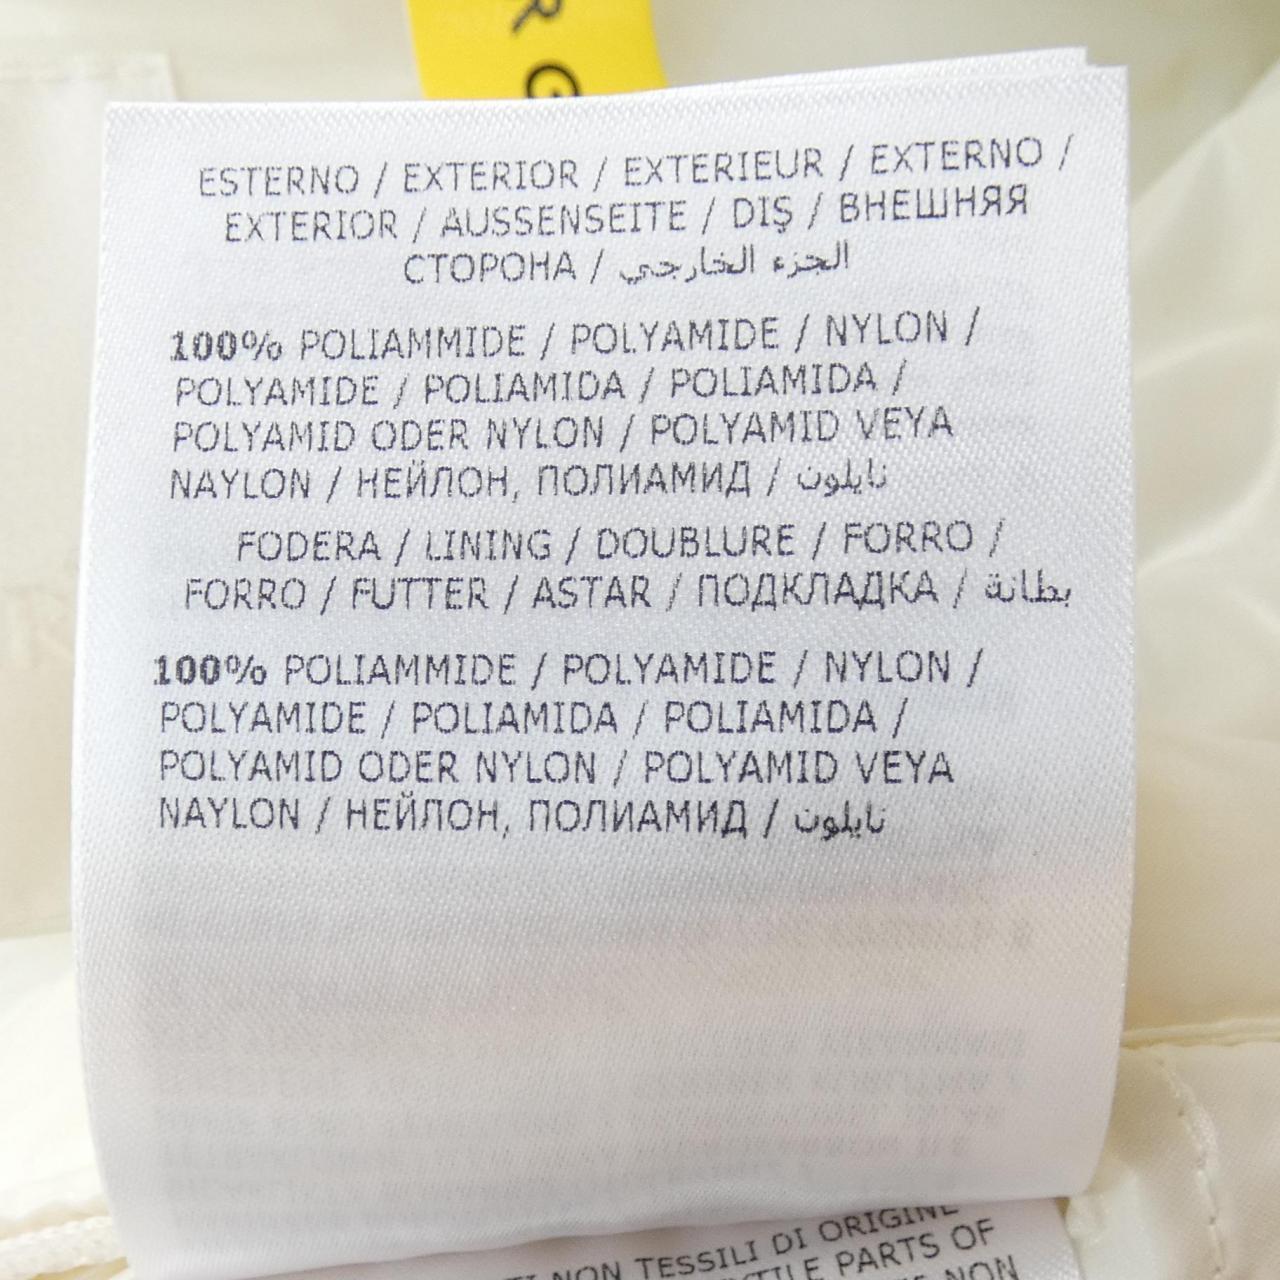 R G
ESTERNO / EXTERIOR / EXTERIEUR / EXTERNO /
EXTERIOR / AUSSENSEITE / DIŞ / ВНЕШНЯЯ
СТОРОНА / الجزء الخارجي
100% POLIAMMIDE / POLYAMIDE / NYLON /
POLYAMIDE / POLIAMIDA / POLIAMIDA /
POLYAMID ODER NYLON / POLYAMID VEYA
NAYLON / НЕЙЛОН, ПОЛИАМИД / نايلون
FODERA / LINING / DOUBLURE / FORRO /
FORRO / FUTTER / ASTAR / ПОДКЛАДКА / بطانة
100% POLIAMMIDE / POLYAMIDE / NYLON /
POLYAMIDE / POLIAMIDA / POLIAMIDA /
POLYAMID ODER NYLON / POLYAMID VEYA
NAYLON / НЕЙЛОН, ПОЛИАМИД / نايلون
NON TESSILI DI ORIGINE
PARTS OF
NON